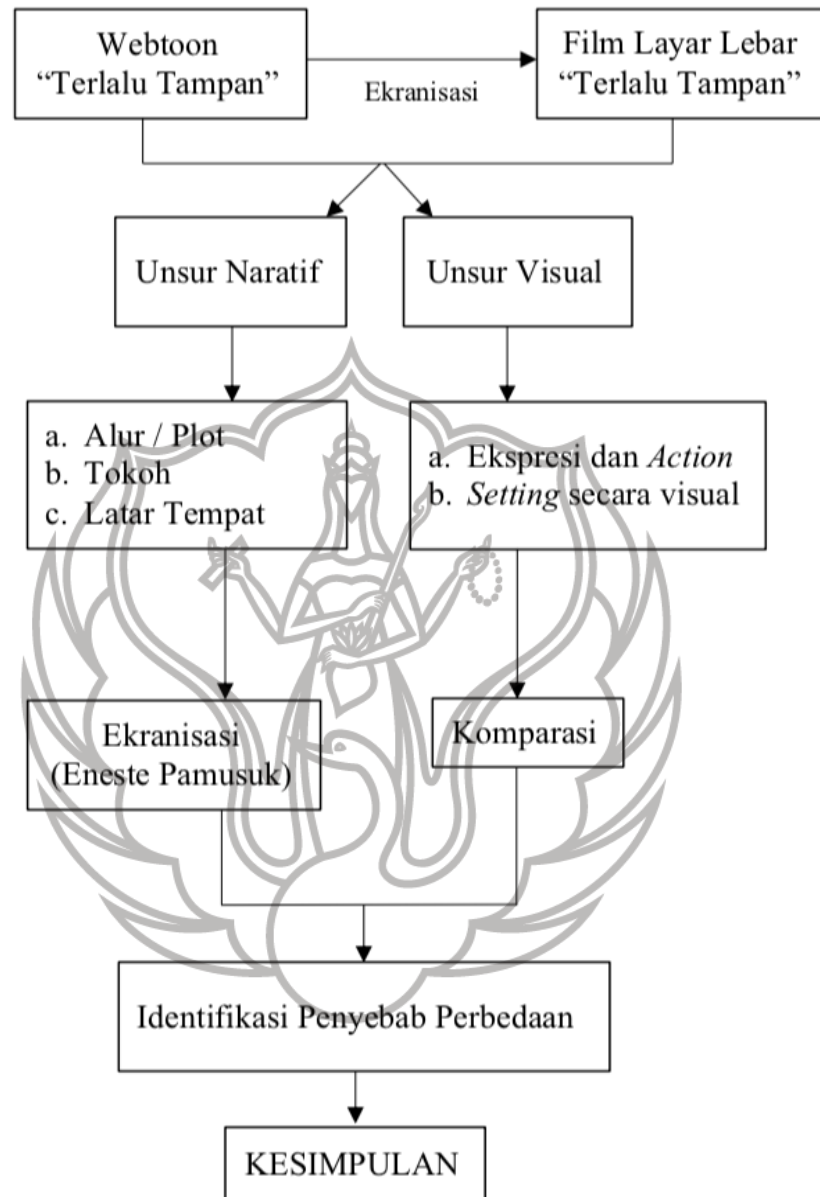 Webtoon
“Terlalu Tampan”
Ekranisasi
Film Layar Lebar
“Terlalu Tampan”
Unsur Naratif
Unsur Visual
a. Alur / Plot
b. Tokoh
c. Latar Tempat
a. Ekspresi dan Action
b. Setting secara visual
Ekranisasi
(Eneste Pamusuk)
Komparasi
Identifikasi Penyebab Perbedaan
KESIMPULAN